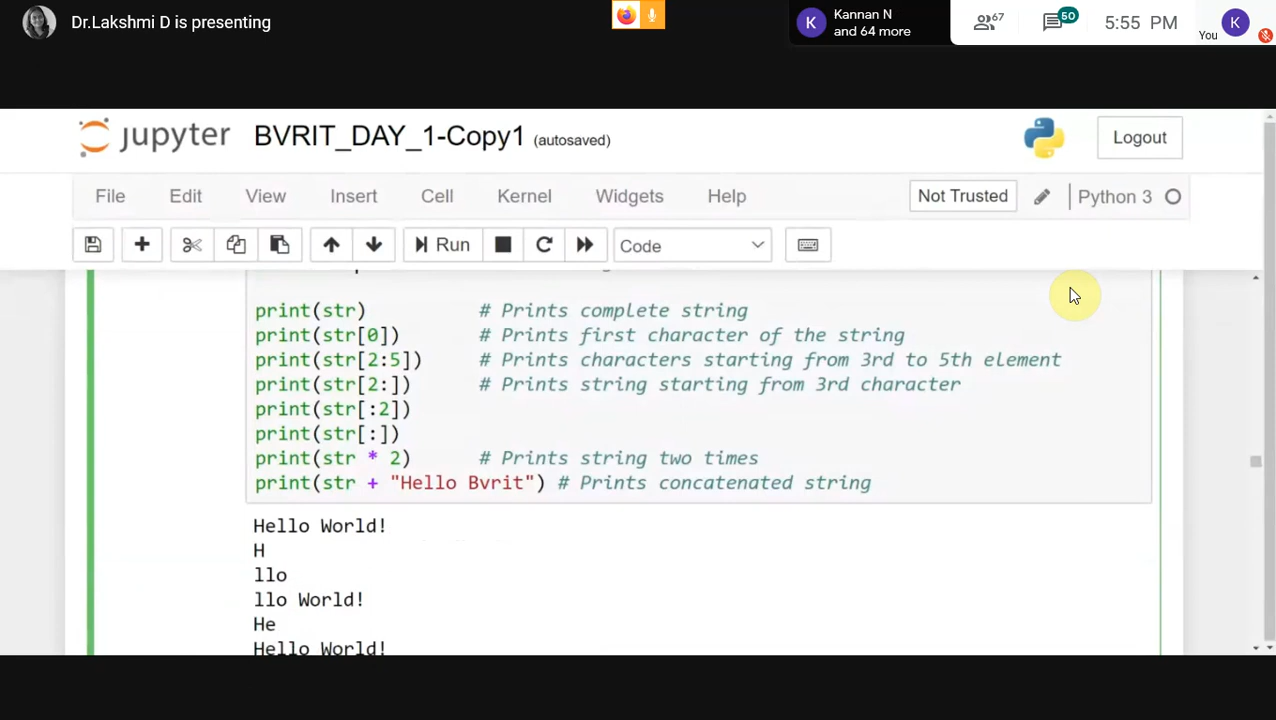 Dr.Lakshmi D is presenting
K
Kannan N
and 64 more
67
50
5:55 PM
You
K
jupyter BVRIT_DAY_1-Copy1 (autosaved)
Logout
File Edit View Insert Cell Kernel Widgets Help
Not Trusted
Python 3
Run
Code
print(str) # Prints complete string
print(str[0]) # Prints first character of the string
print(str[2:5]) # Prints characters starting from 3rd to 5th element
print(str[2:]) # Prints string starting from 3rd character
print(str[:2])
print(str[:])
print(str * 2) # Prints string two times
print(str + "Hello Bvrit") # Prints concatenated string
Hello World!
H
llo
llo World!
He
Hello World!